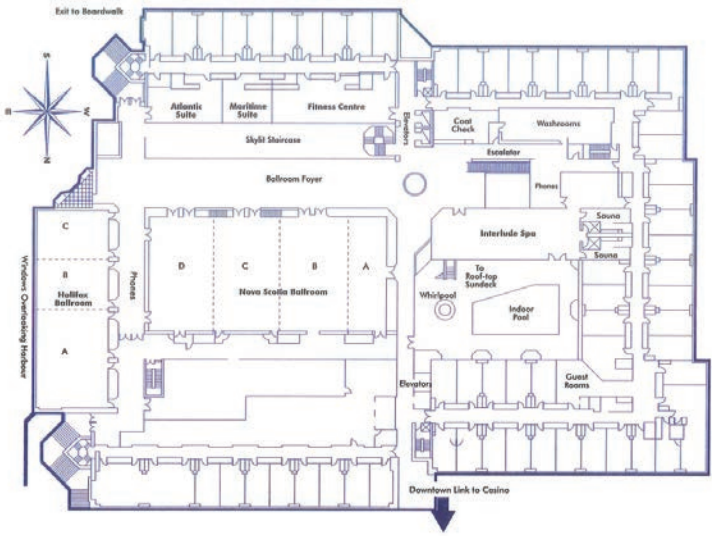 Exit to Boardwalk
S
E
W
N
Atlantic
Suite
Maritime
Suite
Fitness Centre
Elevators
Coat
Check
Washrooms
Skylit Staircase
Escalator
Ballroom Foyer
Phones
C
B
Halifax
Ballroom
A
Windows Overlooking Harbour
Phones
D
C
B
A
Nova Scotia Ballroom
Interlude Spa
Sauna
Sauna
To
Roof-top
Sundeck
Whirlpool
Indoor
Pool
Elevators
Guest
Rooms
Downtown Link to Casino